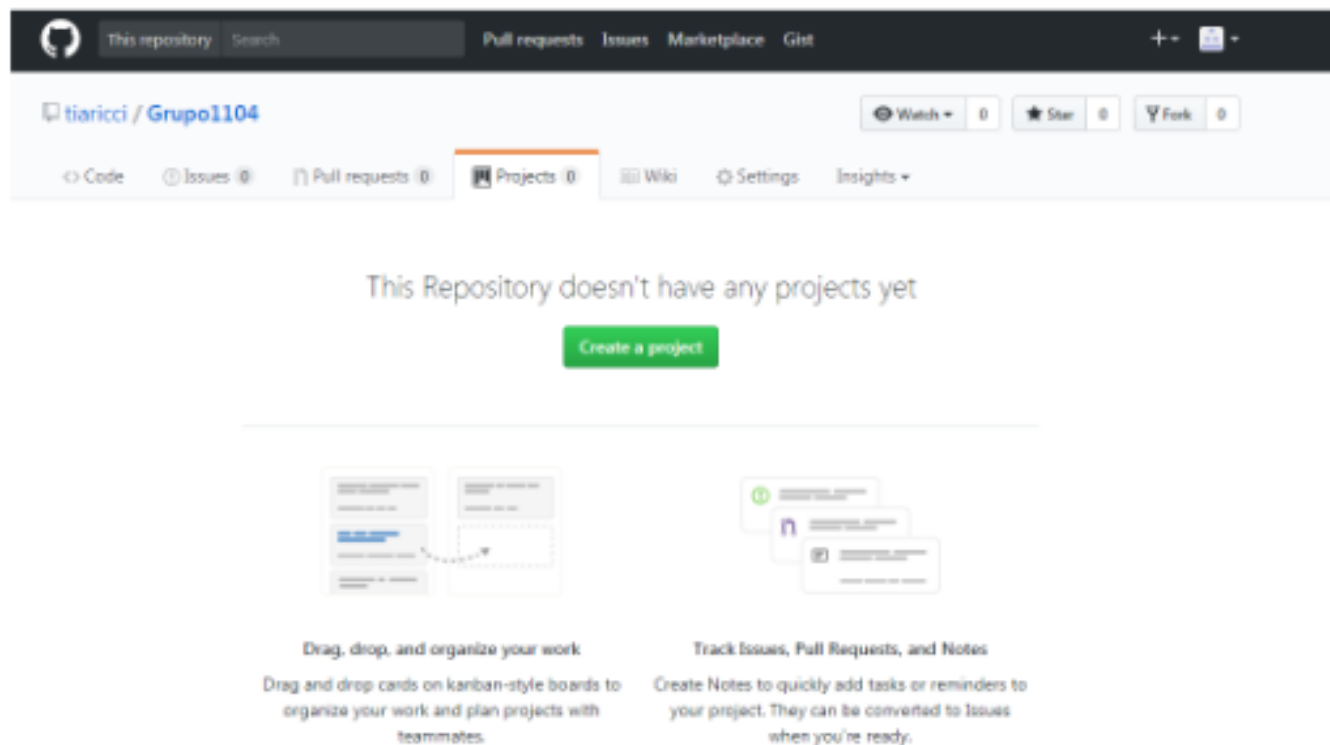 This repository Search Pull requests Issues Marketplace Gist
tiaricci / Grupo1104 Watch 0 Star 0 Fork 0
Code Issues 0 Pull requests 0 Projects 0 Wiki Settings Insights
This Repository doesn't have any projects yet
Create a project
Drag, drop, and organize your work
Drag and drop cards on kanban-style boards to
organize your work and plan projects with
teammates.
Track Issues, Pull Requests, and Notes
Create Notes to quickly add tasks or reminders to
your project. They can be converted to Issues
when you're ready.